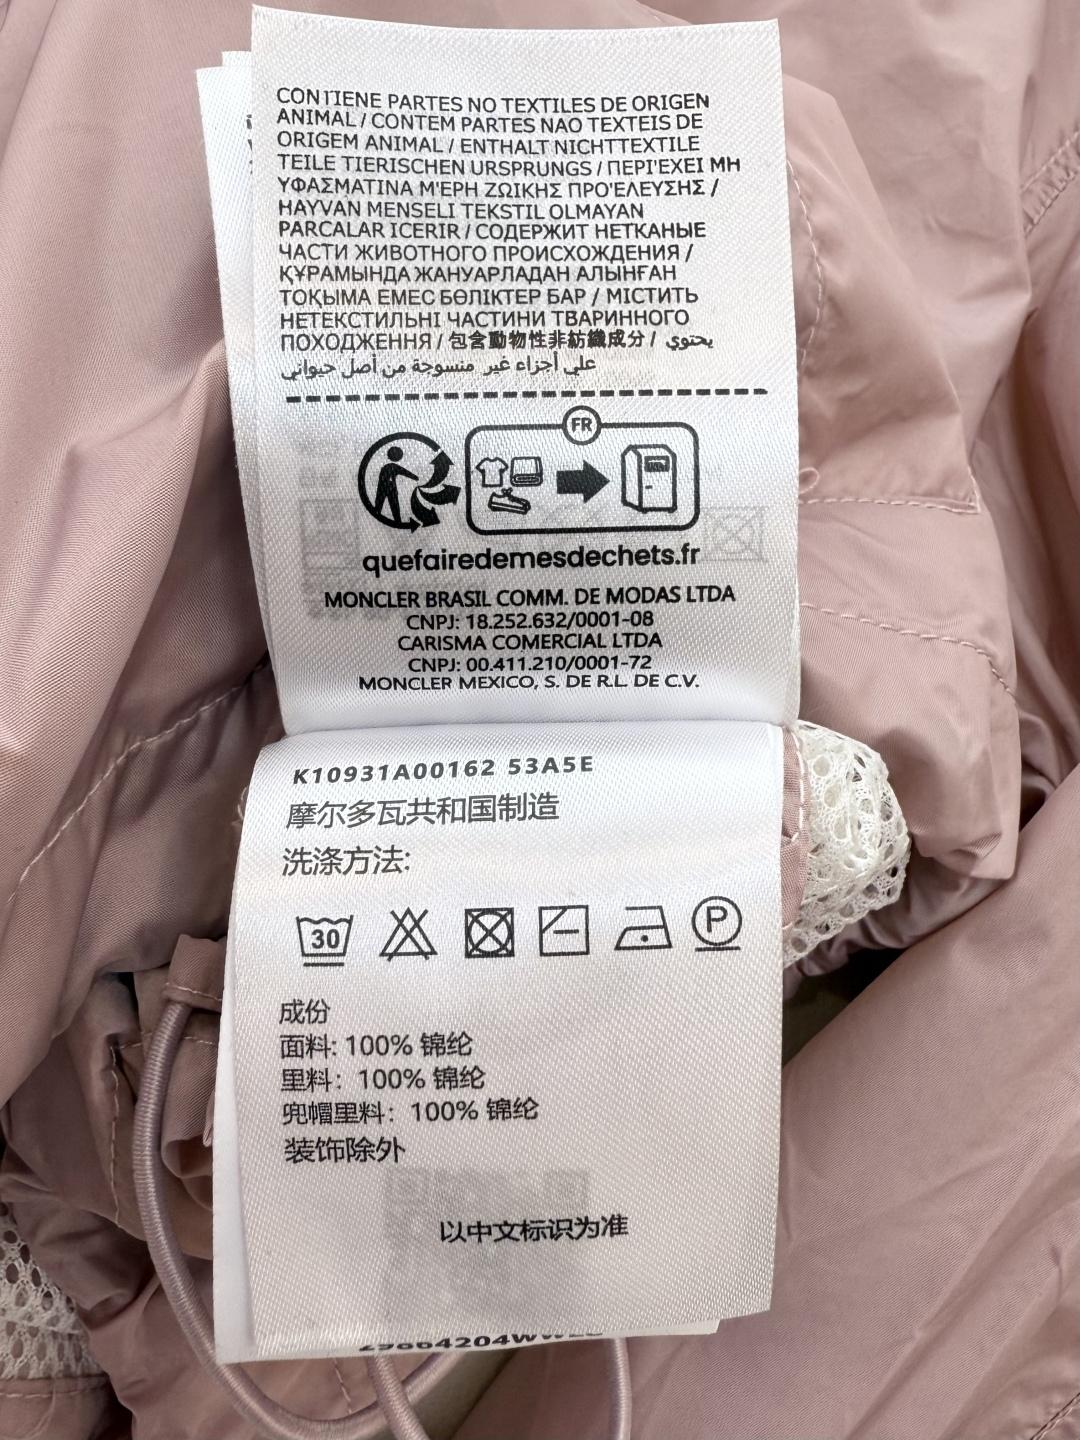 CONTIENE PARTES NO TEXTILES DE ORIGEN
ANIMAL / CONTEM PARTES NAO TEXTEIS DE
ORIGEM ANIMAL / ENTHALT NICHTTEXTILE
TEILE TIERISCHEN URSPRUNGS / ΠΕΡΙ'ΕΧΕΙ ΜΗ
ΥΦΑΣΜΑΤΙΝΑ Μ'ΕΡΗ ΖΩΙΚΗΣ ΠΡΟ'ΕΛΕΥΣΗΣ /
HAYVAN MENSELI TEKSTIL OLMAYAN
PARCALAR ICERIR / СОДЕРЖИТ НЕТКАНЫЕ
ЧАСТИ ЖИВОТНОГО ПРОИСХОЖДЕНИЯ /
ҚҰРАМЫНДА ЖАНУАРЛАДАН АЛЫНҒАН
ТОҚЫМА ЕМЕС БӨЛІКТЕР БАР / МІСТИТЬ
НЕТЕКСТИЛЬНІ ЧАСТИНИ ТВАРИННОГО
ПОХОДЖЕННЯ / 包含動物性非紡織成分 / يحتوي
علي أجزاء غير منسوجة من أصل حيواني
FR
quefairedemesdechets.fr
MONCLER BRASIL COMM. DE MODAS LTDA
CNPJ: 18.252.632/0001-08
CARISMA COMERCIAL LTDA
CNPJ: 00.411.210/0001-72
MONCLER MEXICO, S. DE R.L. DE C.V.
K10931A00162 53A5E
摩尔多瓦共和国制造
洗涤方法:
30 P
成份
面料: 100% 锦纶
里料: 100% 锦纶
兜帽里料: 100% 锦纶
装饰除外
以中文标识为准